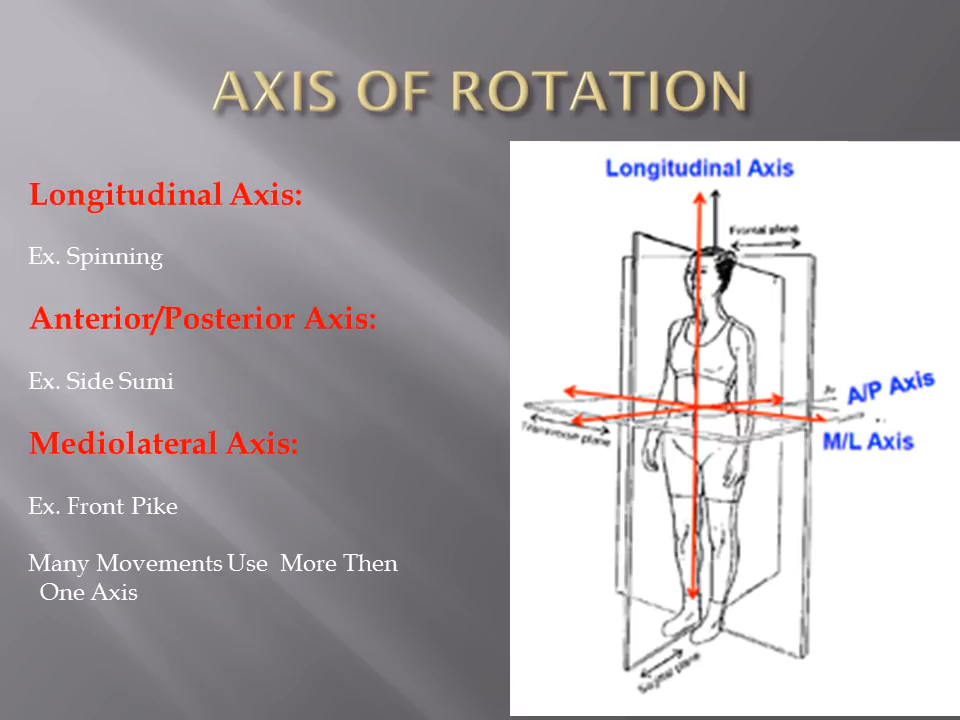 AXIS OF ROTATION
Longitudinal Axis:
Ex. Spinning
Anterior/Posterior Axis:
Ex. Side Sumi
Mediolateral Axis:
Ex. Front Pike
Many Movements Use  More Then
One Axis
Longitudinal Axis
Frontal plane
A/P Axis
M/L Axis
Transverse plane
Sagittal plane